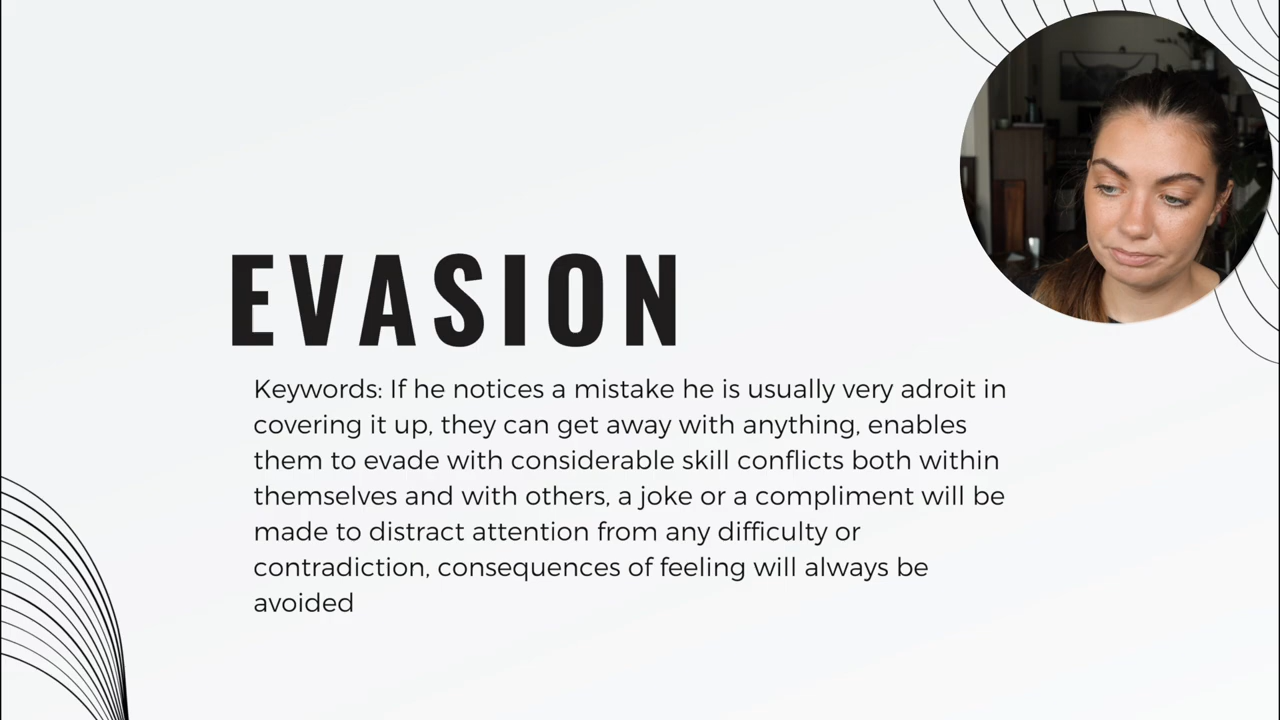 EVASION
Keywords: If he notices a mistake he is usually very adroit in
covering it up, they can get away with anything, enables
them to evade with considerable skill conflicts both within
themselves and with others, a joke or a compliment will be
made to distract attention from any difficulty or
contradiction, consequences of feeling will always be
avoided